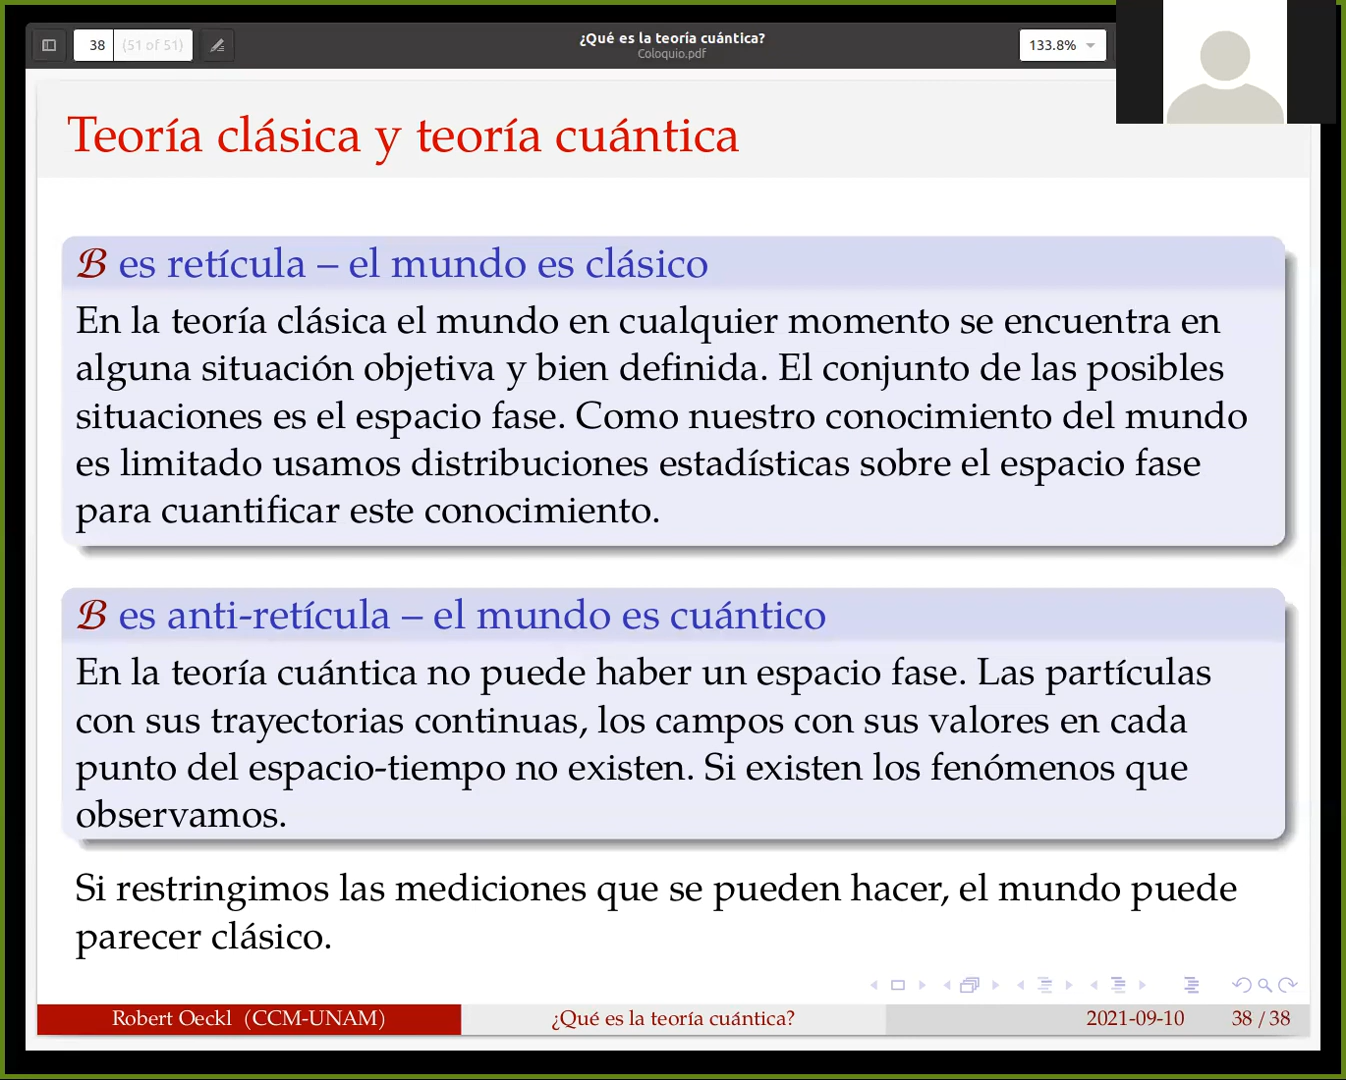 38 (51 of 51)
¿Qué es la teoría cuántica?
Coloquio.pdf
133.8%
Teoría clásica y teoría cuántica
ℬ es retícula – el mundo es clásico
En la teoría clásica el mundo en cualquier momento se encuentra en
alguna situación objetiva y bien definida. El conjunto de las posibles
situaciones es el espacio fase. Como nuestro conocimiento del mundo
es limitado usamos distribuciones estadísticas sobre el espacio fase
para cuantificar este conocimiento.
ℬ es anti-retícula – el mundo es cuántico
En la teoría cuántica no puede haber un espacio fase. Las partículas
con sus trayectorias continuas, los campos con sus valores en cada
punto del espacio-tiempo no existen. Si existen los fenómenos que
observamos.
Si restringimos las mediciones que se pueden hacer, el mundo puede
parecer clásico.
Robert Oeckl (CCM-UNAM) ¿Qué es la teoría cuántica? 2021-09-10 38 / 38